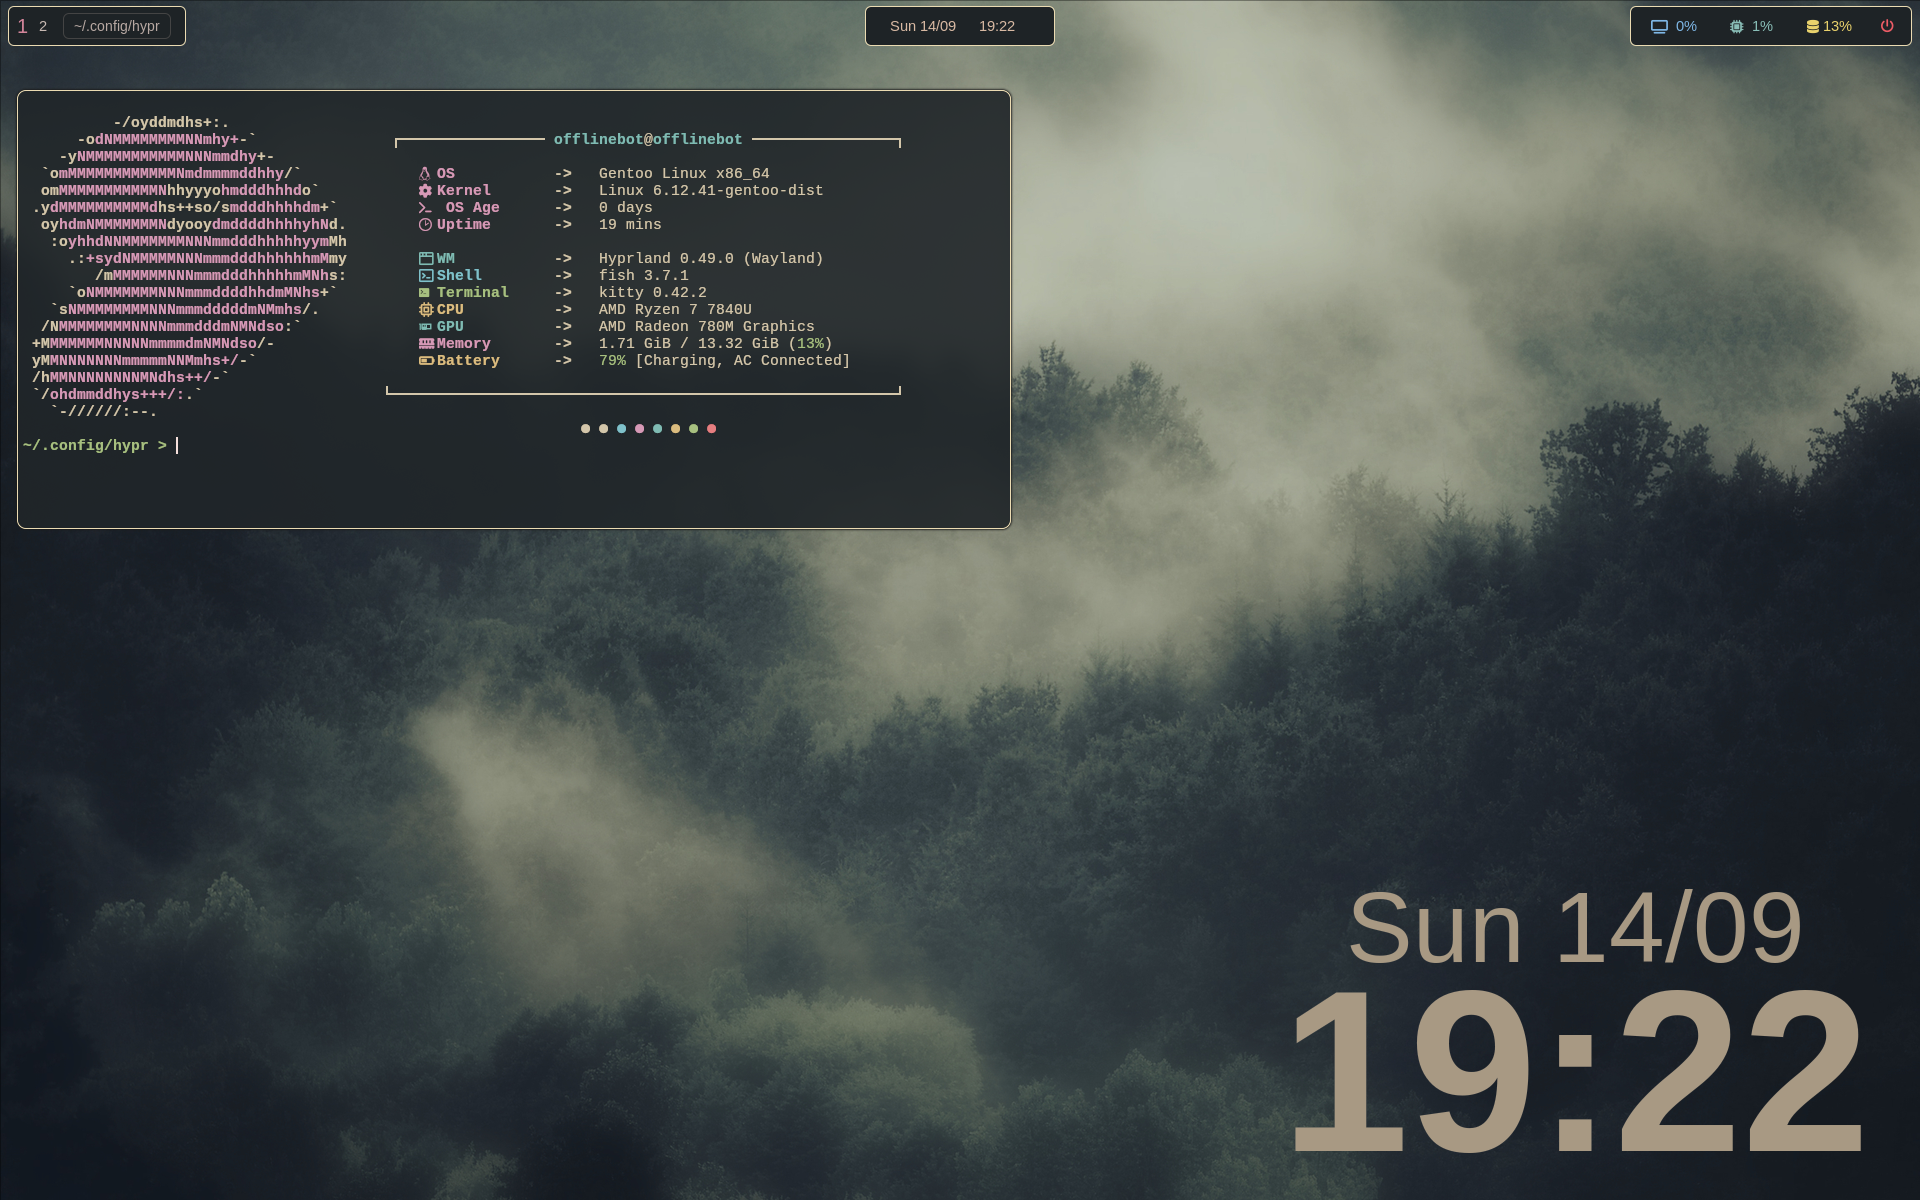 1 2 ~/.config/hypr
Sun 14/09 19:22
0% 1% 13%
-/oyddmdhs+:.
-odNMMMMMMMMNNmhy+-`
-yNMMMMMMMMMMMNNNmmdhy+-
`omMMMMMMMMMMMMNmdmmmmddhhy/`
omMMMMMMMMMMMNhhyyyohmdddhhhdo`
.ydMMMMMMMMMMdhs++so/smdddhhhhdm+`
oyhdmNMMMMMMMNdyooydmddddhhhhyhNd.
:oyhhdNNMMMMMMMNNNmmdddhhhhhyymMh
.:+sydNMMMMMNNNmmmdddhhhhhhmMmy
/mMMMMMMNNNmmmdddhhhhhmMNhs:
`oNMMMMMMMNNNmmmddddhhdmMNhs+`
`sNMMMMMMMMNNNmmmdddddmNMmhs/.
/NMMMMMMMMNNNNmmmdddmNMNdso:`
+MMMMMMMNNNNNmmmmdmNMNdso/-
yMMNNNNNNNmmmmmNNMmhs+/-`
/hMMNNNNNNNNMNdhs++/-`
`/ohdmmddhys+++/:.`
`-//////:--.
offlinebot@offlinebot
OS -> Gentoo Linux x86_64
Kernel -> Linux 6.12.41-gentoo-dist
OS Age -> 0 days
Uptime -> 19 mins
WM -> Hyprland 0.49.0 (Wayland)
Shell -> fish 3.7.1
Terminal -> kitty 0.42.2
CPU -> AMD Ryzen 7 7840U
GPU -> AMD Radeon 780M Graphics
Memory -> 1.71 GiB / 13.32 GiB (13%)
Battery -> 79% [Charging, AC Connected]
~/.config/hypr >
Sun 14/09
19:22